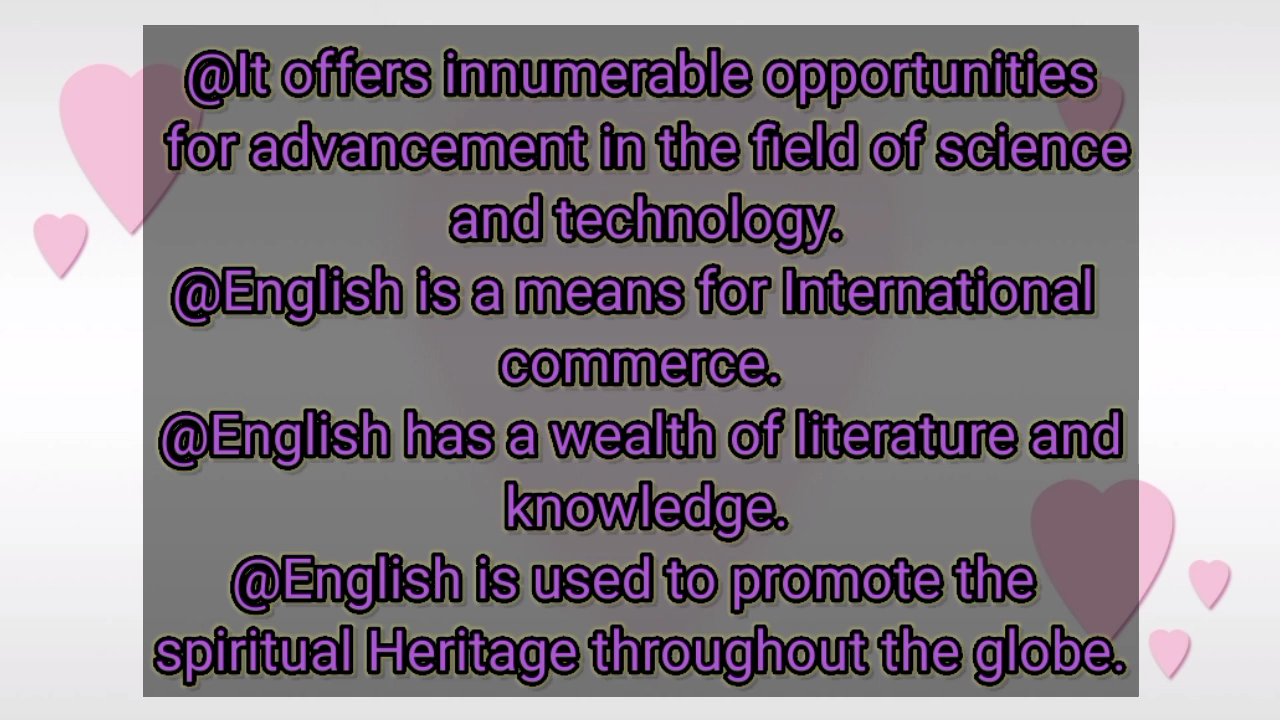 @It offers innumerable opportunities
for advancement in the field of science
and technology.
@English is a means for International
commerce.
@English has a wealth of literature and
knowledge.
@English is used to promote the
spiritual Heritage throughout the globe.